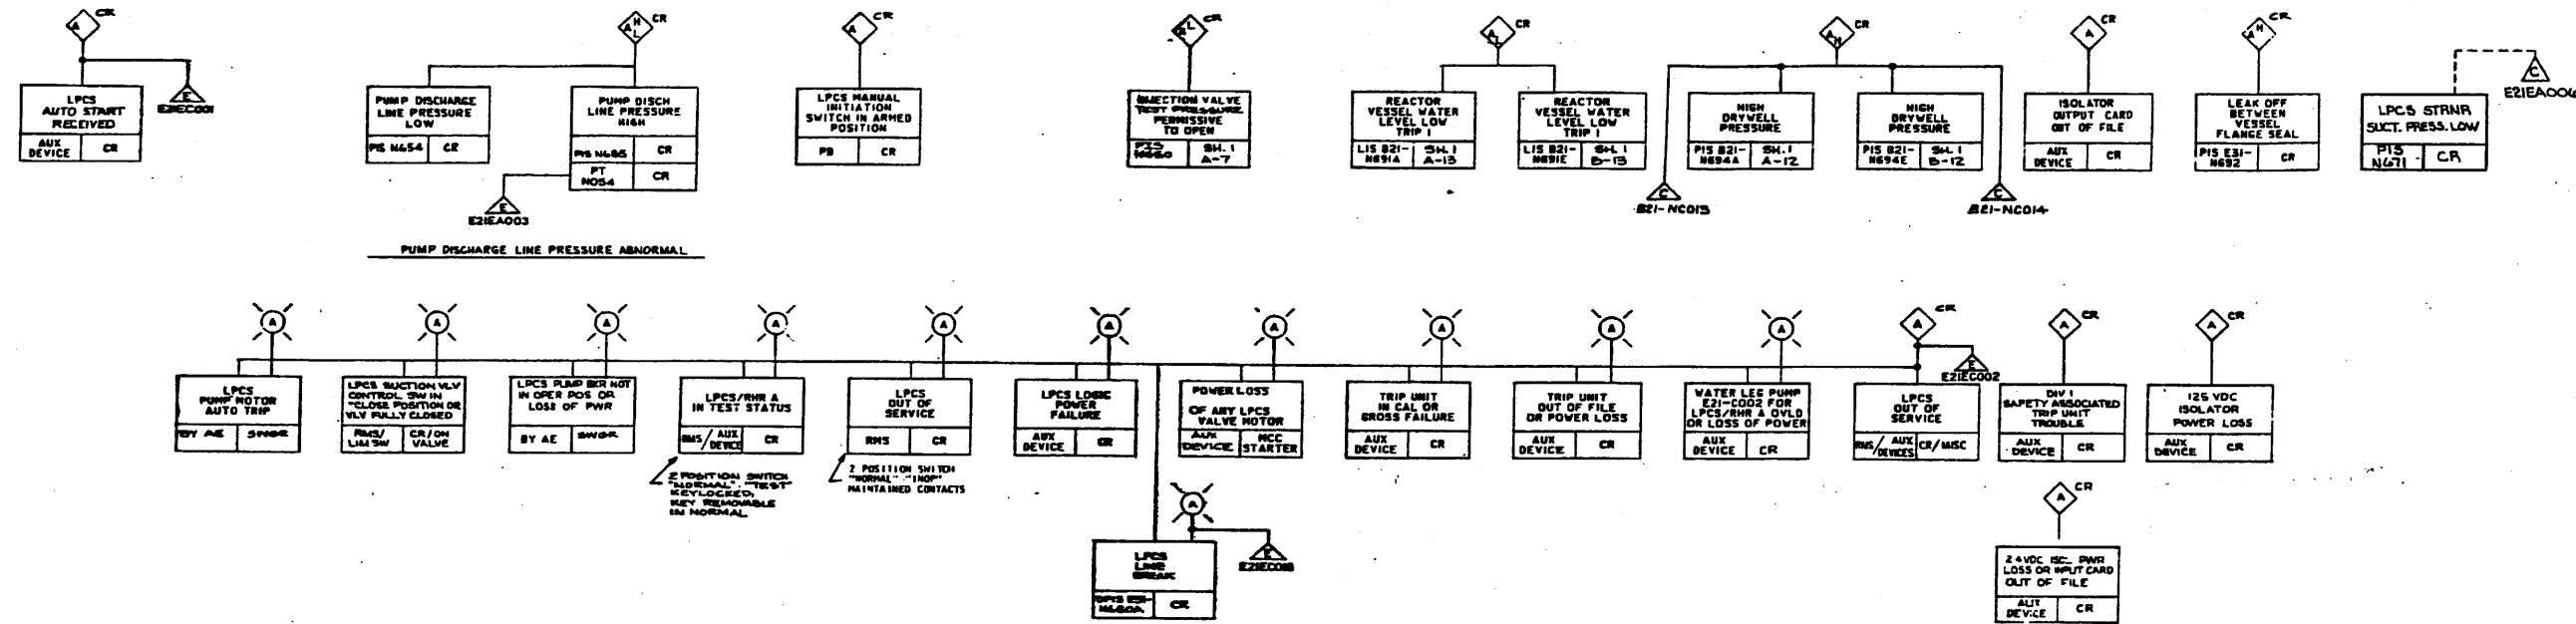 A CR
LPCS
AUTO START
RECEIVED
AUX
DEVICE CR
E
E21EC001
A H L CR
PUMP DISCHARGE
LINE PRESSURE
LOW
PIS N654 CR
PUMP DISCH
LINE PRESSURE
HIGH
PIS N655 CR
PT
N054 CR
E
E21EA003
PUMP DISCHARGE LINE PRESSURE ABNORMAL
A CR
LPCS MANUAL
INITIATION
SWITCH IN ARMED
POSITION
PB CR
L CR
INJECTION VALVE
PRESSURE
PERMISSIVE
TO OPEN
SH. 1
A-7
A L CR
REACTOR
VESSEL WATER
LEVEL LOW
TRIP 1
LIS B21-
N691A
SH. 1
A-13
REACTOR
VESSEL WATER
LEVEL LOW
TRIP 1
LIS B21-
N691E
SH. 1
B-13
A H CR
HIGH
DRYWELL
PRESSURE
PIS B21-
N694A
SH. 1
A-12
HIGH
DRYWELL
PRESSURE
PIS B21-
N694E
SH. 1
B-12
C
B21-NC015
C
B21-NC014
A CR
ISOLATOR
OUTPUT CARD
OUT OF FILE
AUX
DEVICE CR
A H CR
LEAK OFF
BETWEEN
VESSEL
FLANGE SEAL
PIS E31-
N692 CR
C
E21EA006
LPCS STRNR
SUCT. PRESS. LOW
PIS
N671 CR
A
LPCS
PUMP MOTOR
AUTO TRIP
BY AE SWGR
A
LPCS SUCTION VLV
CONTROL SW IN
"CLOSE POSITION OR
VLV FULLY CLOSED
RMS/
LIM SW
CR/ON
VALVE
A
LPCS PUMP BKR NOT
IN OPER POS OR
LOSS OF PWR
BY AE SWGR
A
LPCS/RHR A
IN TEST STATUS
RMS/ AUX
DEVICE CR
2 POSITION SWITCH
"NORMAL" "TEST"
KEYLOCKED,
KEY REMOVABLE
IN NORMAL
A
LPCS
OUT OF
SERVICE
RMS CR
2 POSITION SWITCH
"NORMAL" "INOP"
MAINTAINED CONTACTS
A
LPCS LOGIC
POWER
FAILURE
AUX
DEVICE CR
A
POWER LOSS
OF ANY LPCS
VALVE MOTOR
AUX
DEVICE
MCC
STARTER
A
TRIP UNIT
IN CAL OR
GROSS FAILURE
AUX
DEVICE CR
A
TRIP UNIT
OUT OF FILE
OR POWER LOSS
AUX
DEVICE CR
A
WATER LEG PUMP
E21-C002 FOR
LPCS/RHR A OVLD
OR LOSS OF POWER
AUX
DEVICE CR
A CR
E
E21EC002
LPCS
OUT OF
SERVICE
RMS/ AUX
DEVICES
CR/MISC
A CR
DIV 1
SAFETY ASSOCIATED
TRIP UNIT
TROUBLE
AUX
DEVICE CR
A CR
125 VDC
ISOLATOR
POWER LOSS
AUX
DEVICE CR
A
E
E21EC018
LPCS
LINE
BREAK
N660A CR
A CR
24VDC ISOL PWR
LOSS OR INPUT CARD
OUT OF FILE
AUX
DEVICE CR